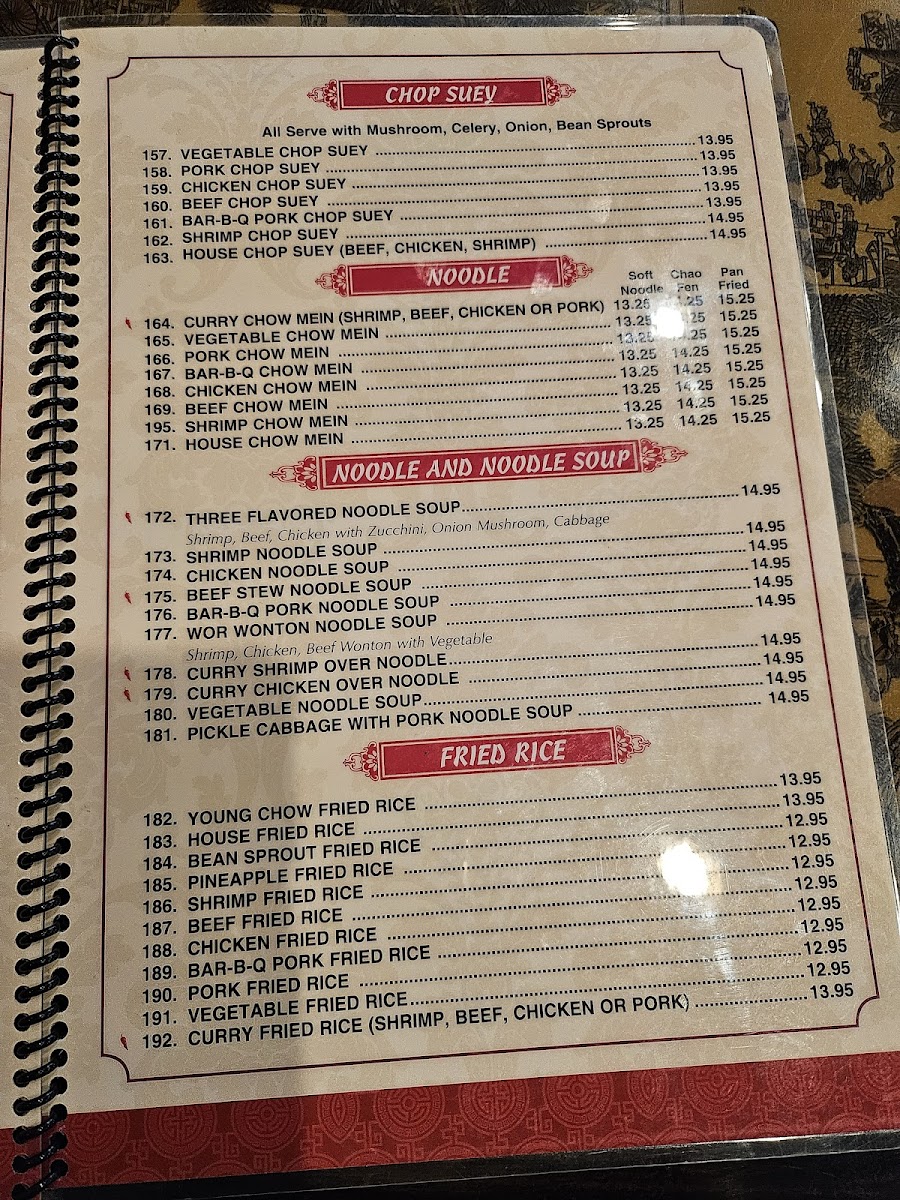 CHOP SUEY
All Serve with Mushroom, Celery, Onion, Bean Sprouts
157. VEGETABLE CHOP SUEY 13.95
158. PORK CHOP SUEY 13.95
159. CHICKEN CHOP SUEY 13.95
160. BEEF CHOP SUEY 13.95
161. BAR-B-Q PORK CHOP SUEY 13.95
162. SHRIMP CHOP SUEY 14.95
163. HOUSE CHOP SUEY (BEEF, CHICKEN, SHRIMP) 14.95
NOODLE
Soft Chao Pan
Noodle Fen Fried
164. CURRY CHOW MEIN (SHRIMP, BEEF, CHICKEN OR PORK) 13.25 15.25
165. VEGETABLE CHOW MEIN 13.25 15.25
166. PORK CHOW MEIN 13.25 14.25 15.25
167. BAR-B-Q CHOW MEIN 13.25 14.25 15.25
168. CHICKEN CHOW MEIN 13.25 14.25 15.25
169. BEEF CHOW MEIN 13.25 14.25 15.25
195. SHRIMP CHOW MEIN 13.25 14.25 15.25
171. HOUSE CHOW MEIN 13.25 14.25 15.25
NOODLE AND NOODLE SOUP
172. THREE FLAVORED NOODLE SOUP 14.95
Shrimp, Beef, Chicken with Zucchini, Onion Mushroom, Cabbage
173. SHRIMP NOODLE SOUP 14.95
174. CHICKEN NOODLE SOUP 14.95
175. BEEF STEW NOODLE SOUP 14.95
176. BAR-B-Q PORK NOODLE SOUP 14.95
177. WOR WONTON NOODLE SOUP 14.95
Shrimp, Chicken, Beef Wonton with Vegetable
178. CURRY SHRIMP OVER NOODLE 14.95
179. CURRY CHICKEN OVER NOODLE 14.95
180. VEGETABLE NOODLE SOUP 14.95
181. PICKLE CABBAGE WITH PORK NOODLE SOUP 14.95
FRIED RICE
182. YOUNG CHOW FRIED RICE 13.95
183. HOUSE FRIED RICE 13.95
184. BEAN SPROUT FRIED RICE 12.95
185. PINEAPPLE FRIED RICE 12.95
186. SHRIMP FRIED RICE 12.95
187. BEEF FRIED RICE 12.95
188. CHICKEN FRIED RICE 12.95
189. BAR-B-Q PORK FRIED RICE 12.95
190. PORK FRIED RICE 12.95
191. VEGETABLE FRIED RICE 12.95
192. CURRY FRIED RICE (SHRIMP, BEEF, CHICKEN OR PORK) 13.95